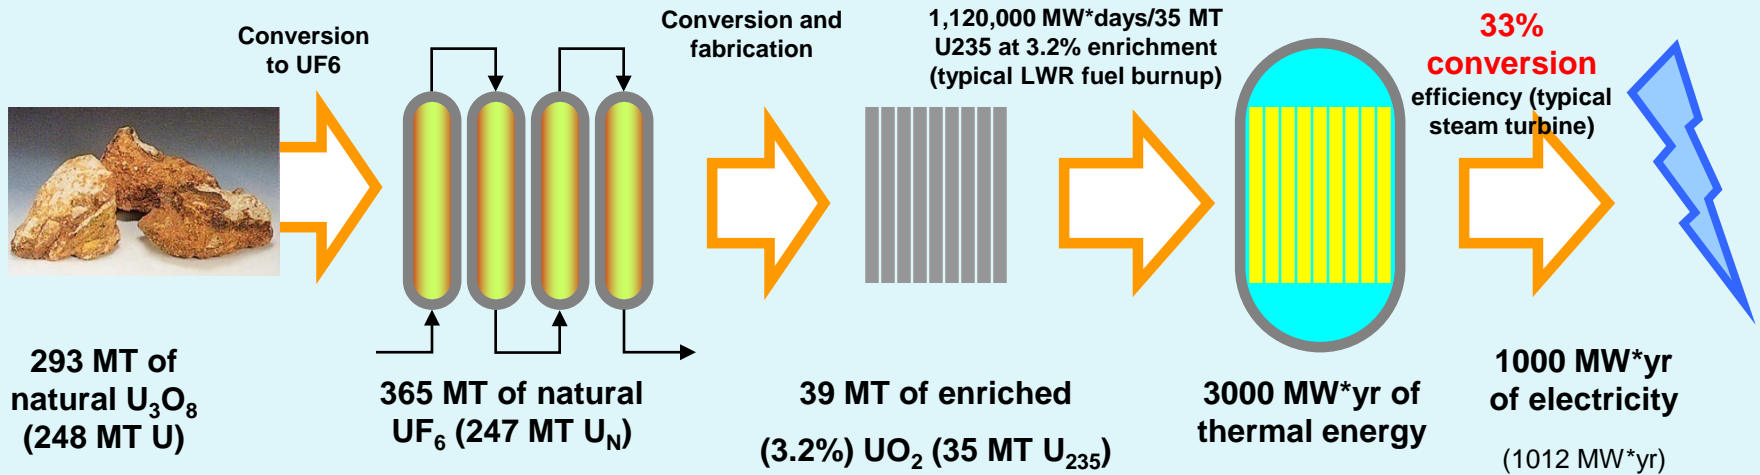 Conversion
to UF6
Conversion and
fabrication
1,120,000 MW*days/35 MT
U235 at 3.2% enrichment
(typical LWR fuel burnup)
33%
conversion
efficiency (typical
steam turbine)
293 MT of
natural U₃O₈
(248 MT U)
365 MT of natural
UF₆ (247 MT U_N)
39 MT of enriched
(3.2%) UO₂ (35 MT U₂₃₅)
3000 MW*yr of
thermal energy
1000 MW*yr
of electricity
(1012 MW*yr)